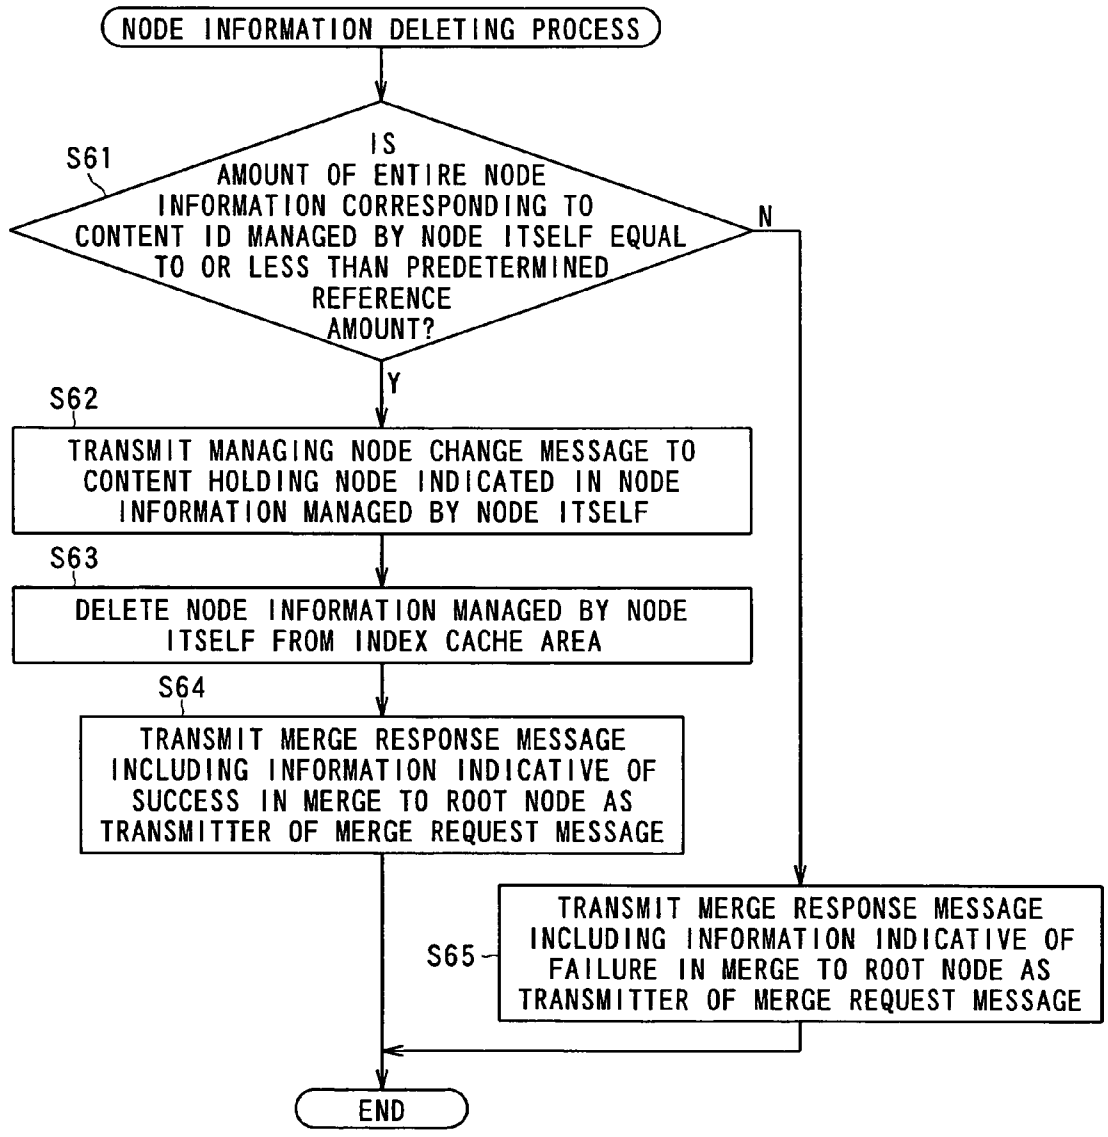 NODE INFORMATION DELETING PROCESS
S61
IS
AMOUNT OF ENTIRE NODE
INFORMATION CORRESPONDING TO
CONTENT ID MANAGED BY NODE ITSELF EQUAL
TO OR LESS THAN PREDETERMINED
REFERENCE
AMOUNT?
N
Y
S62
TRANSMIT MANAGING NODE CHANGE MESSAGE TO
CONTENT HOLDING NODE INDICATED IN NODE
INFORMATION MANAGED BY NODE ITSELF
S63
DELETE NODE INFORMATION MANAGED BY NODE
ITSELF FROM INDEX CACHE AREA
S64
TRANSMIT MERGE RESPONSE MESSAGE
INCLUDING INFORMATION INDICATIVE OF
SUCCESS IN MERGE TO ROOT NODE AS
TRANSMITTER OF MERGE REQUEST MESSAGE
S65
TRANSMIT MERGE RESPONSE MESSAGE
INCLUDING INFORMATION INDICATIVE OF
FAILURE IN MERGE TO ROOT NODE AS
TRANSMITTER OF MERGE REQUEST MESSAGE
END